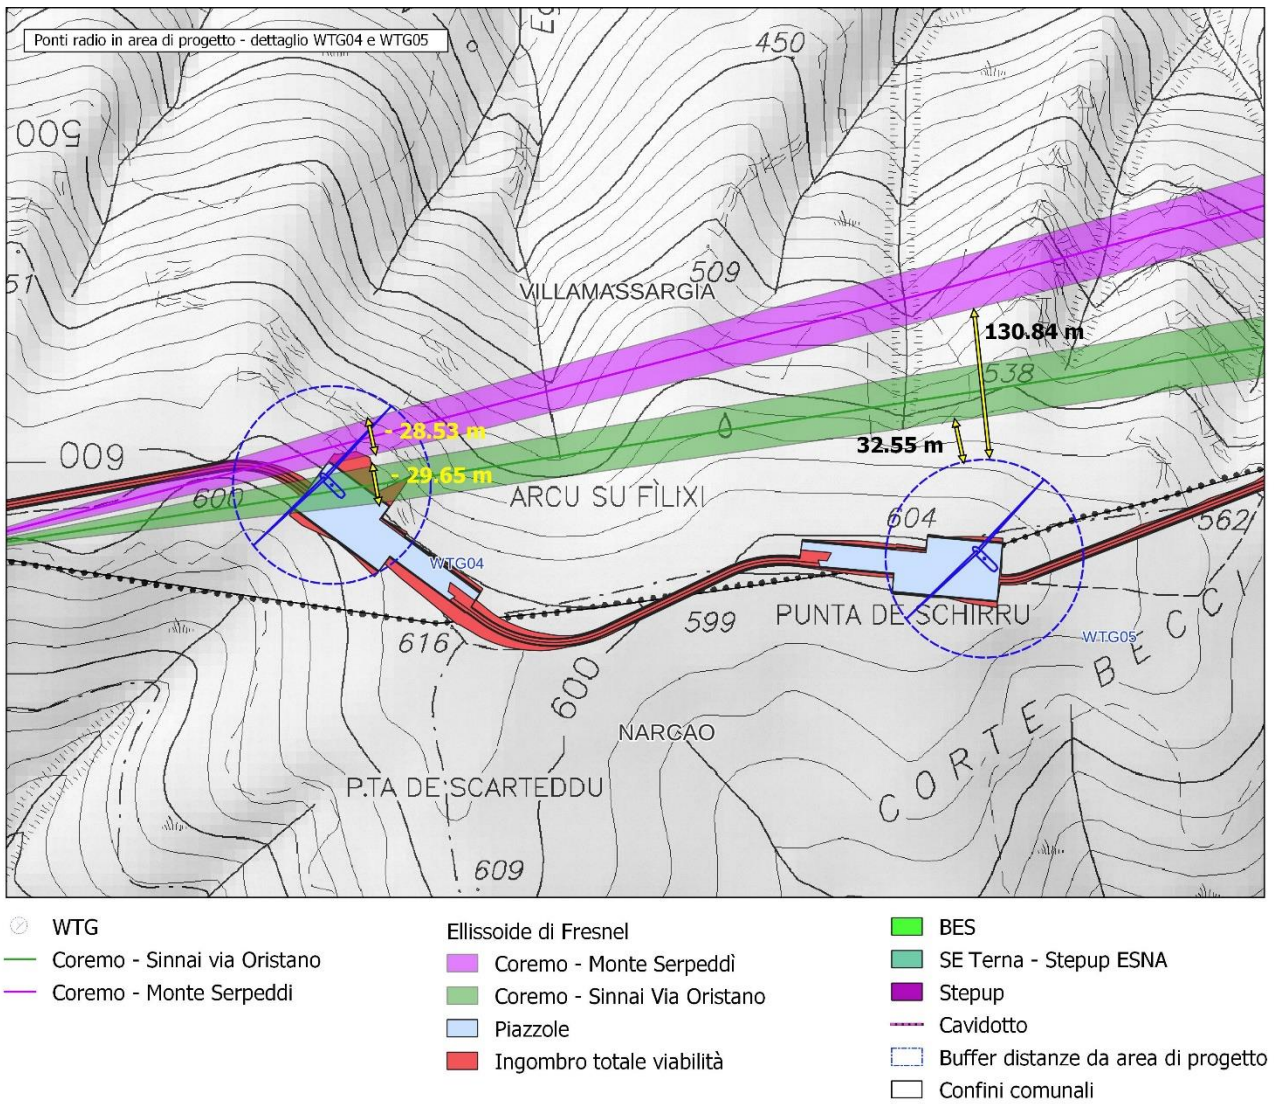 Ponti radio in area di progetto - dettaglio WTG04 e WTG05
450
500
51
509
VILLAMASSARGIA
130.84 m
538
- 28.53 m
32.55 m
600
- 29.65 m
600
ARCU SU FÌLIXI
604
562
WTG04
599
PUNTA DE SCHIRRU
616
WTG05
600
NARCAO
CORTE BECCI
P.TA DE SCARTEDDU
609
WTG
Coremo - Sinnai via Oristano
Coremo - Monte Serpeddi
Ellissoide di Fresnel
Coremo - Monte Serpeddì
Coremo - Sinnai Via Oristano
Piazzole
Ingombro totale viabilità
BES
SE Terna - Stepup ESNA
Stepup
Cavidotto
Buffer distanze da area di progetto
Confini comunali